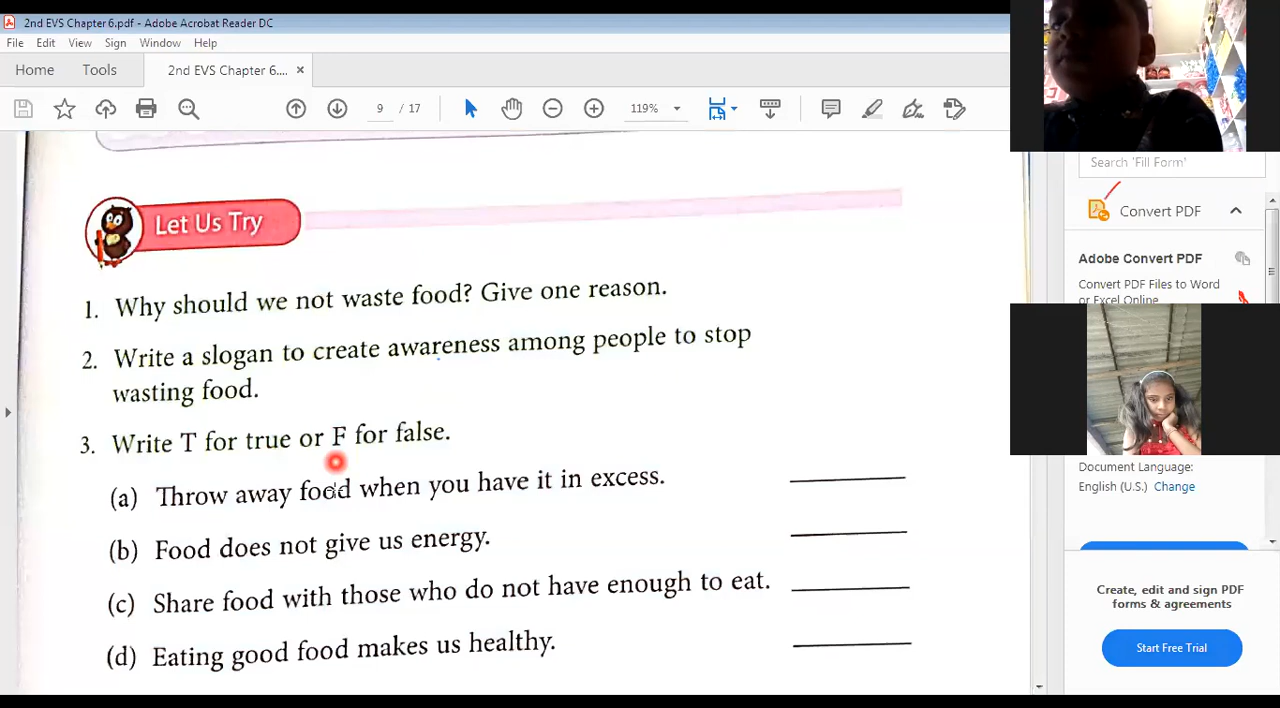 2nd EVS Chapter 6.pdf - Adobe Acrobat Reader DC
File Edit View Sign Window Help
Home Tools 2nd EVS Chapter 6.... ×
9 / 17 119%
Search 'Fill Form'
Convert PDF
Adobe Convert PDF
Convert PDF Files to Word
or Excel Online
Let Us Try
1. Why should we not waste food? Give one reason.
2. Write a slogan to create awareness among people to stop
wasting food.
3. Write T for true or F for false.
(a) Throw away food when you have it in excess.
(b) Food does not give us energy.
(c) Share food with those who do not have enough to eat.
(d) Eating good food makes us healthy.
Document Language:
English (U.S.) Change
Create, edit and sign PDF
forms & agreements
Start Free Trial